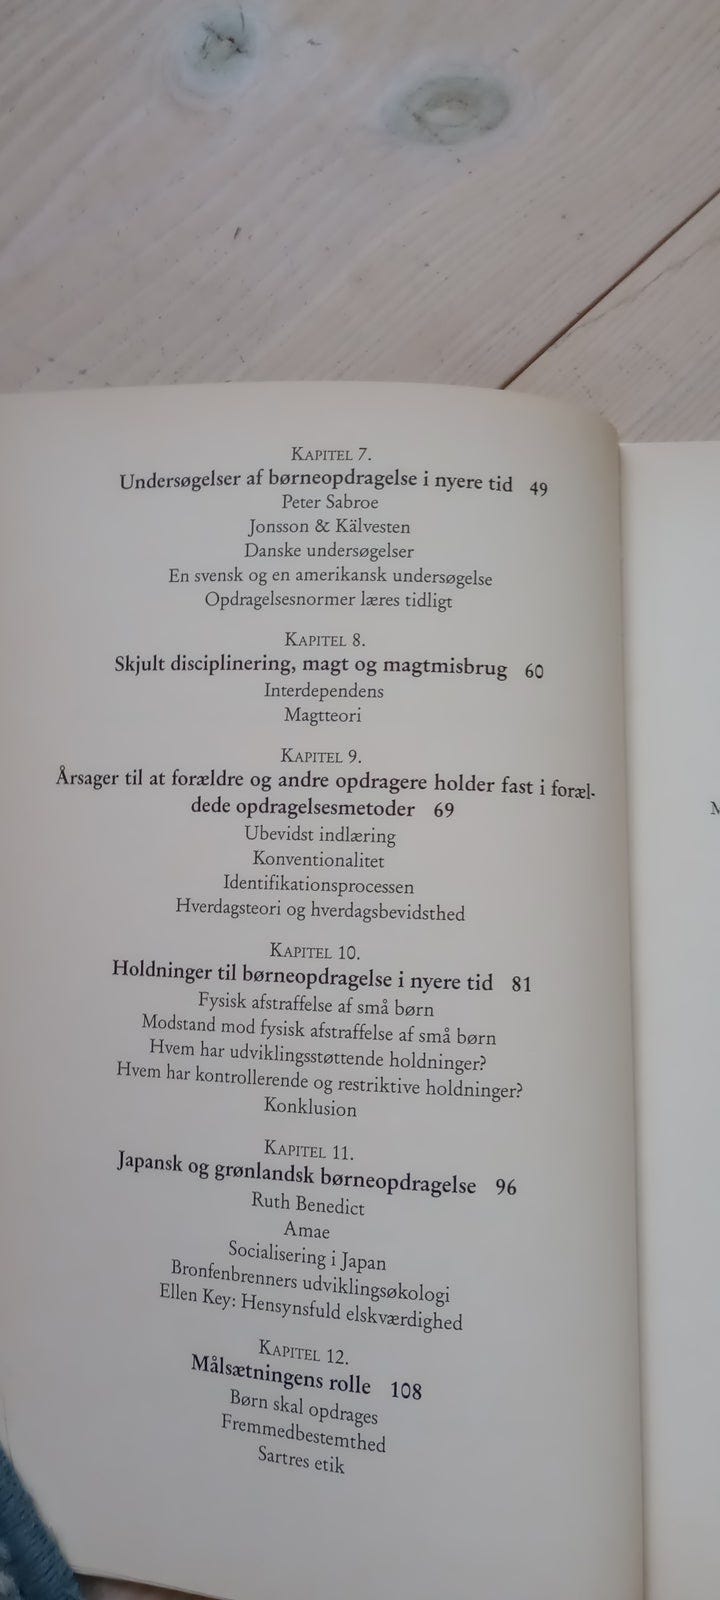 KAPITEL 7.
Undersøgelser af børneopdragelse i nyere tid 49
Peter Sabroe
Jonsson & Kälvesten
Danske undersøgelser
En svensk og en amerikansk undersøgelse
Opdragelsesnormer læres tidligt
KAPITEL 8.
Skjult disciplinering, magt og magtmisbrug 60
Interdependens
Magtteori
KAPITEL 9.
Årsager til at forældre og andre opdragere holder fast i foræl-
dede opdragelsesmetoder 69
Ubevidst indlæring
Konventionalitet
Identifikationsprocessen
Hverdagsteori og hverdagsbevidsthed
KAPITEL 10.
Holdninger til børneopdragelse i nyere tid 81
Fysisk afstraffelse af små børn
Modstand mod fysisk afstraffelse af små børn
Hvem har udviklingsstøttende holdninger?
Hvem har kontrollerende og restriktive holdninger?
Konklusion
KAPITEL 11.
Japansk og grønlandsk børneopdragelse 96
Ruth Benedict
Amae
Socialisering i Japan
Bronfenbrenners udviklingsøkologi
Ellen Key: Hensynsfuld elskværdighed
KAPITEL 12.
Målsætningens rolle 108
Børn skal opdrages
Fremmedbestemthed
Sartres etik